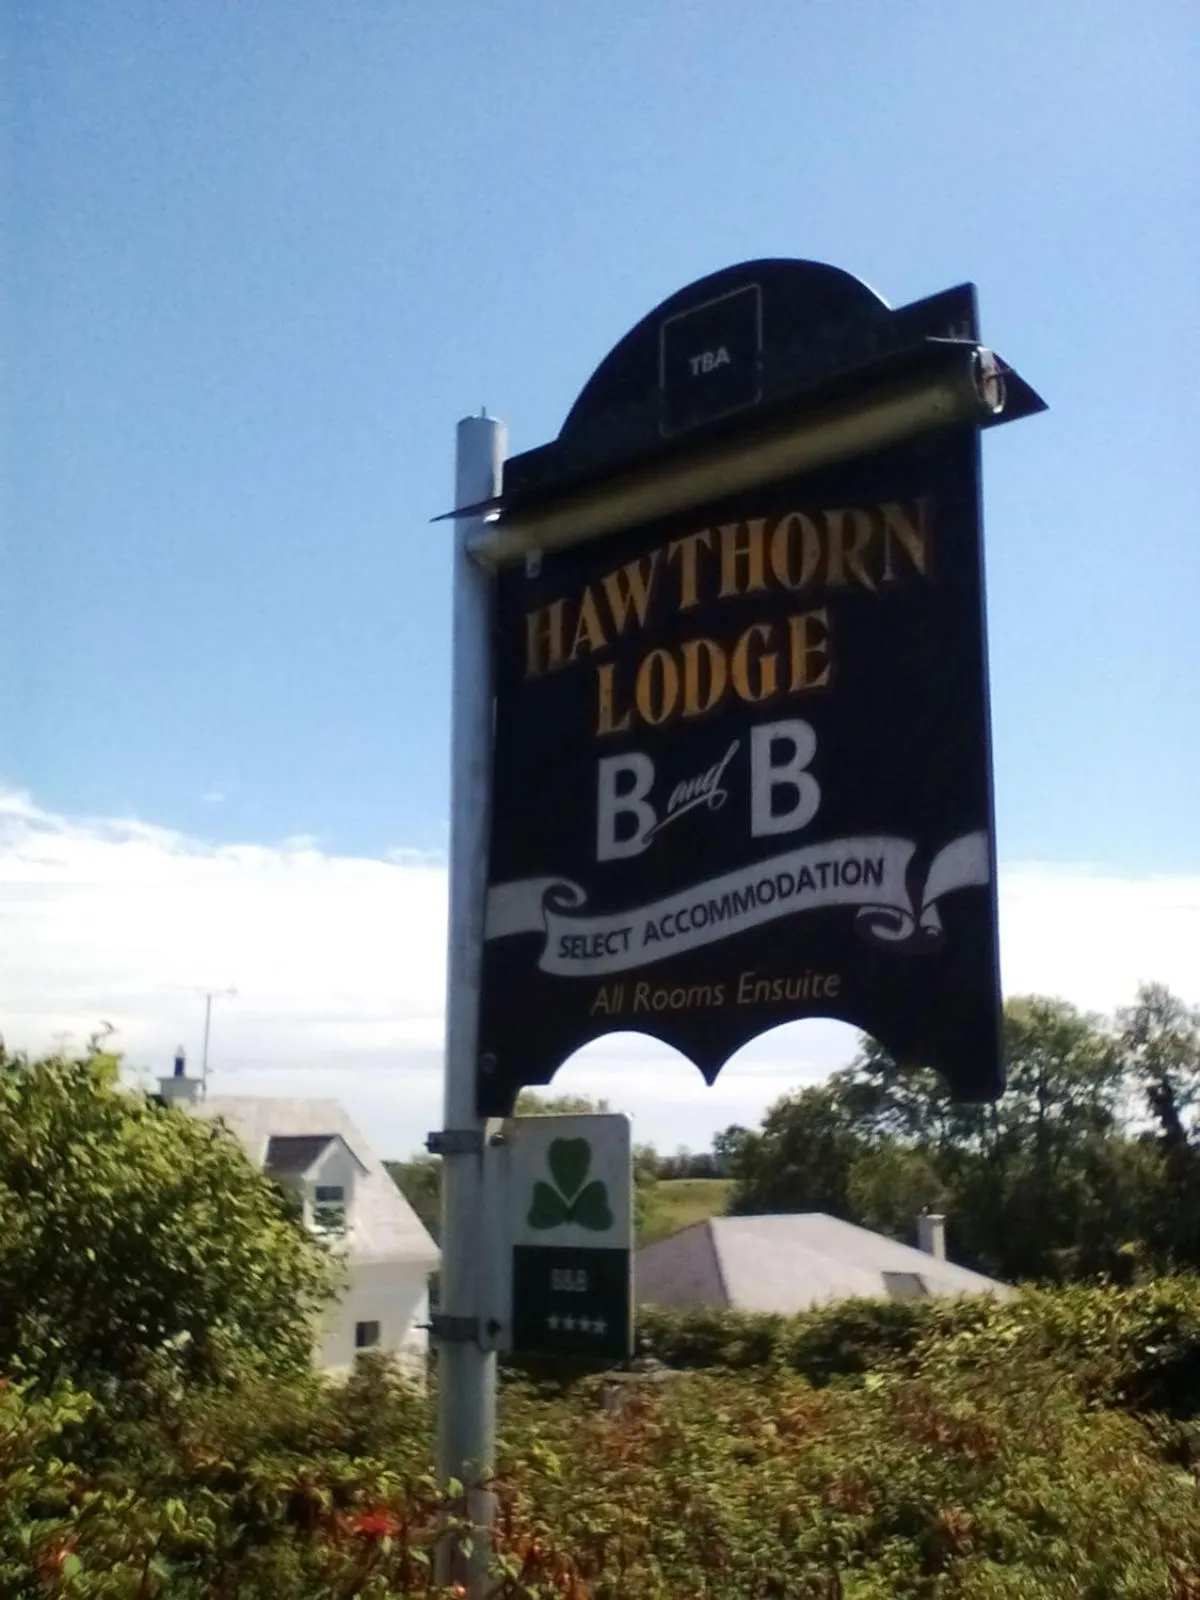 TBA
HAWTHORN
LODGE
B and B
SELECT ACCOMMODATION
All Rooms Ensuite
B&B